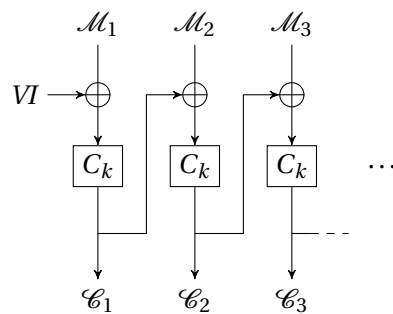 ℳ₁ ℳ₂ ℳ₃
VI
Cₖ Cₖ Cₖ ⋯
𝒞₁ 𝒞₂ 𝒞₃